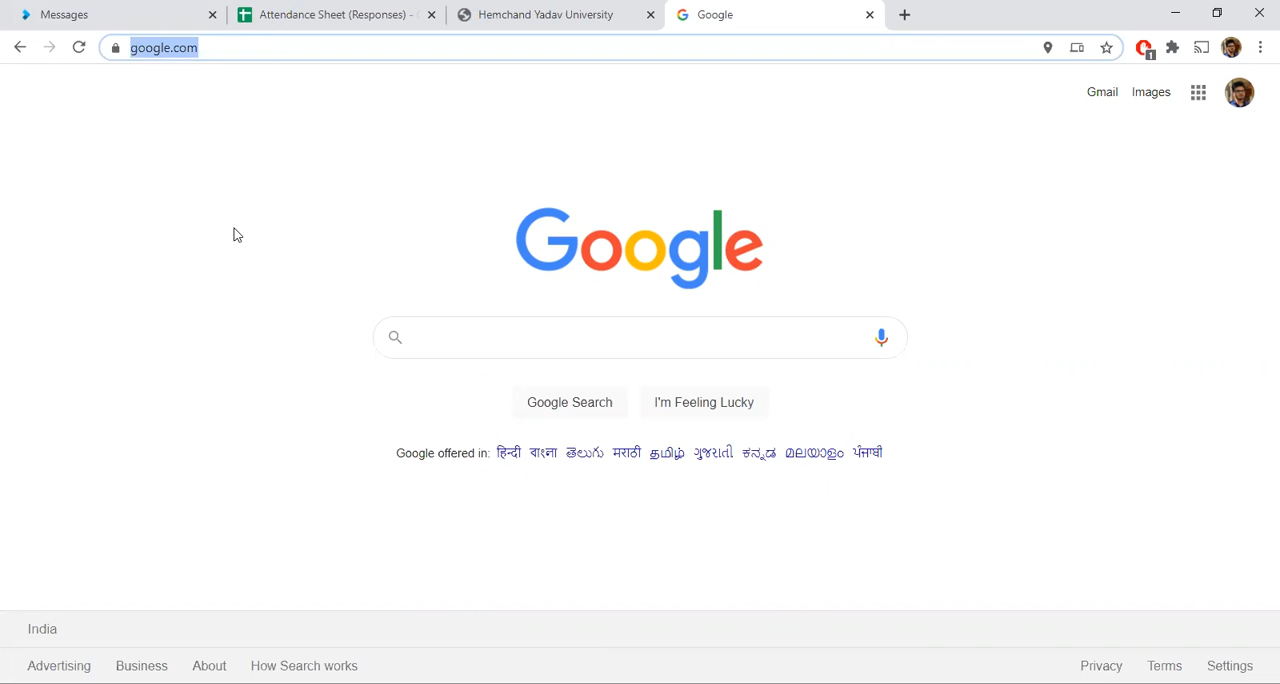 Messages
Attendance Sheet (Responses) -
Hemchand Yadav University
Google
google.com
1
Gmail Images
Google
Google Search I'm Feeling Lucky
Google offered in: हिन्दी বাংলা తెలుగు मराठी தமிழ் ગુજરાતી ಕನ್ನಡ മലയാളം ਪੰਜਾਬੀ
India
Advertising Business About How Search works Privacy Terms Settings